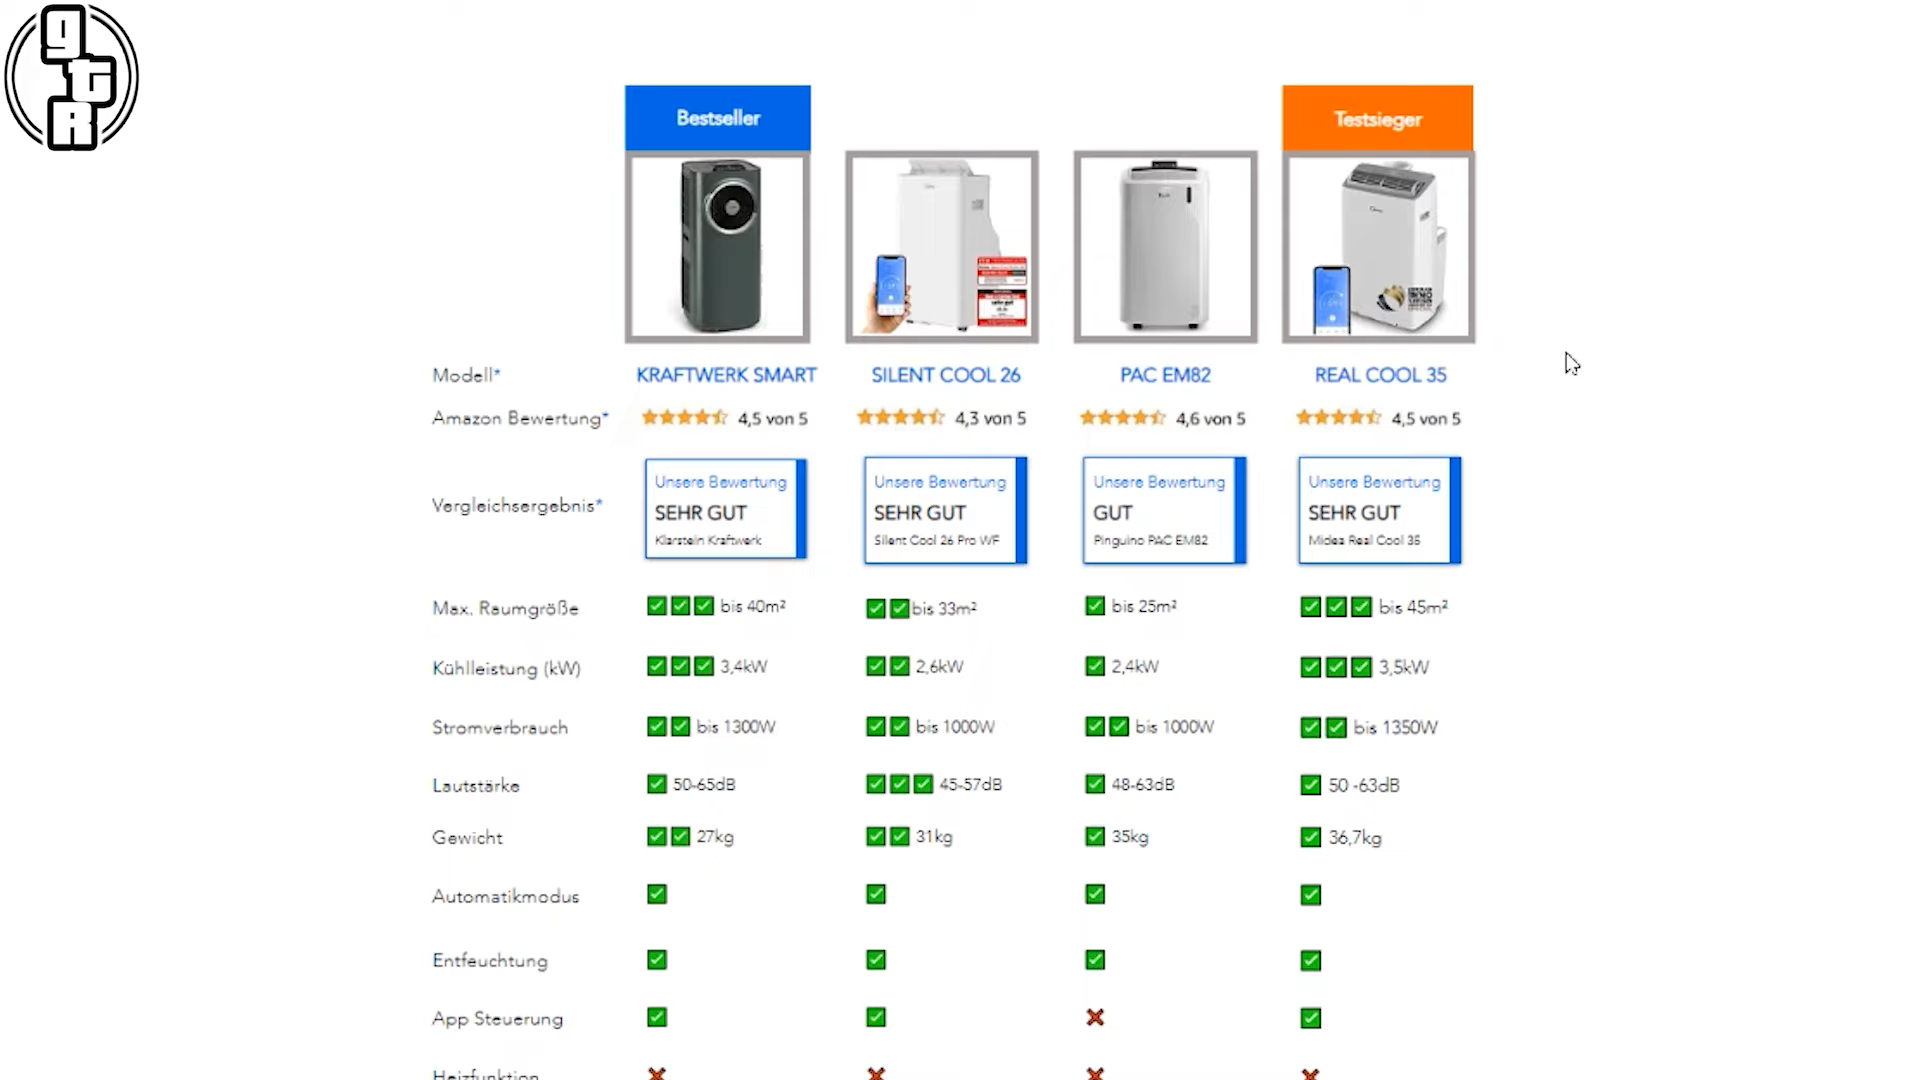 gtR
Bestseller
Testsieger
Modell*
KRAFTWERK SMART
SILENT COOL 26
PAC EM82
REAL COOL 35
Amazon Bewertung*
4,5 von 5
4,3 von 5
4,6 von 5
4,5 von 5
Vergleichsergebnis*
Unsere Bewertung
SEHR GUT
Klarstein Kraftwerk
Unsere Bewertung
SEHR GUT
Silent Cool 26 Pro WF
Unsere Bewertung
GUT
Pinguino PAC EM82
Unsere Bewertung
SEHR GUT
Midea Real Cool 35
Max. Raumgröße
bis 40m²
bis 33m²
bis 25m²
bis 45m²
Kühlleistung (kW)
3,4kW
2,6kW
2,4kW
3,5kW
Stromverbrauch
bis 1300W
bis 1000W
bis 1000W
bis 1350W
Lautstärke
50-65dB
45-57dB
48-63dB
50 -63dB
Gewicht
27kg
31kg
35kg
36,7kg
Automatikmodus
Entfeuchtung
App Steuerung
Heizfunktion